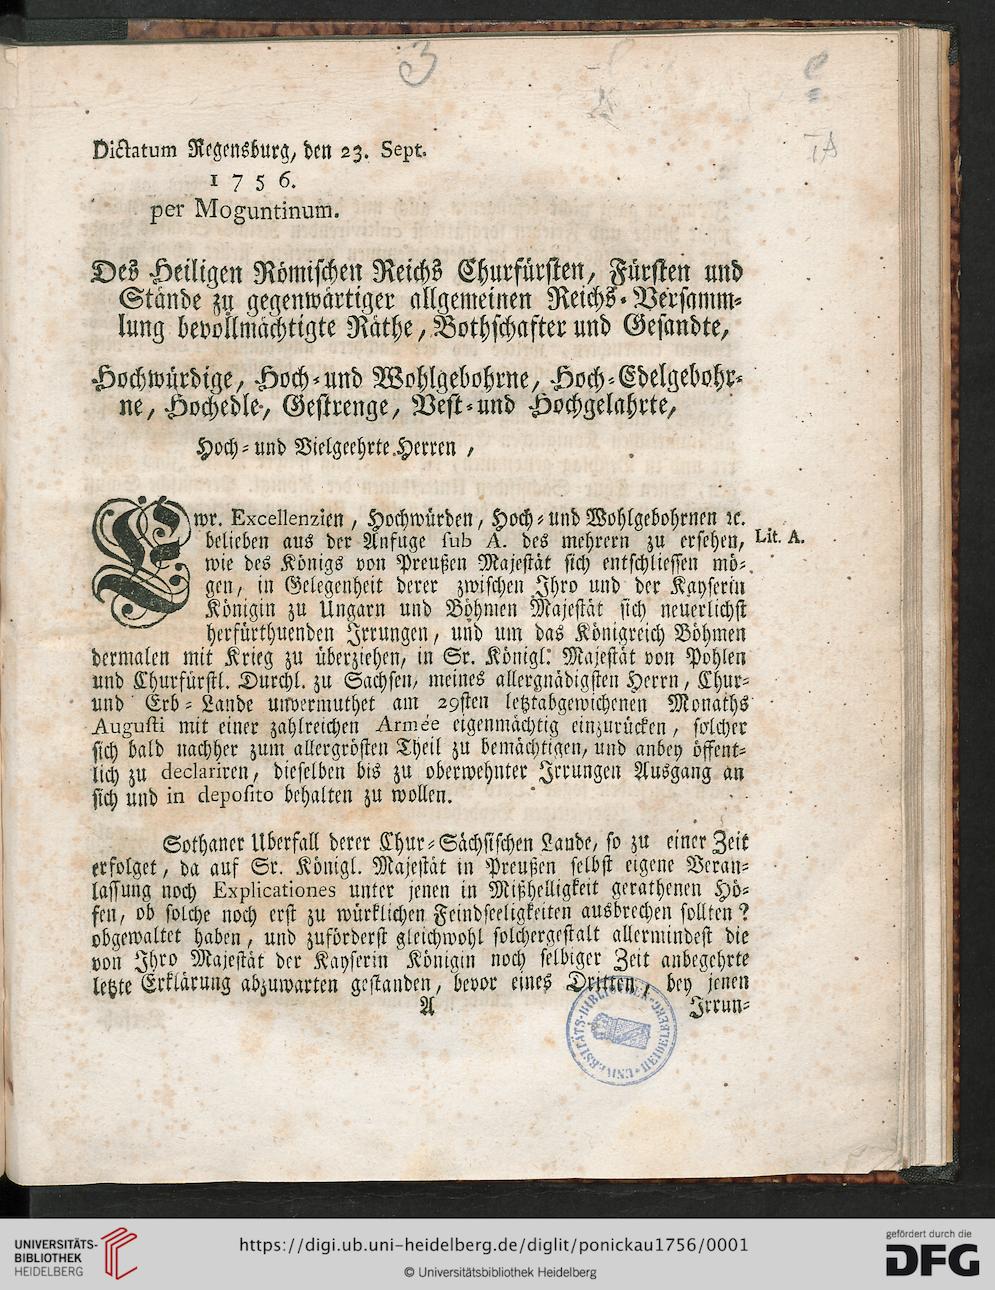 3
Dictatum Regensburg, den 23. Sept.
1 7 5 6.
per Moguntinum.
Des Heiligen Römischen Reichs Churfürsten, Fürsten und
Stände zu gegenwärtiger allgemeinen Reichs-Versamm-
lung bevollmächtigte Räthe, Bothschafter und Gesandte,
Hochwürdige, Hoch-und Wohlgebohrne, Hoch-Edelgebohr-
ne, Hochedle, Gestrenge, Vest-und Hochgelahrte,
Hoch-und Vielgeehrte Herren,
Ewr. Excellenzien, Hochwürden, Hoch-und Wohlgebohrnen ꝛc.
belieben aus der Anfuge sub A. des mehrern zu ersehen, Lit. A.
wie des Königs von Preußen Majestät sich entschliessen mö-
gen, in Gelegenheit derer zwischen Ihro und der Kayserin
Königin zu Ungarn und Böhmen Majestät sich neuerlichst
herfürthuenden Irrungen, und um das Königreich Böhmen
dermalen mit Krieg zu überziehen, in Sr. Königl. Majestät von Pohlen
und Churfürstl. Durchl. zu Sachsen, meines allergnädigsten Herrn, Chur-
und Erb-Lande unvermuthet am 29sten letztabgewichenen Monaths
Augusti mit einer zahlreichen Armée eigenmächtig einzurücken, solcher
sich bald nachher zum allergrösten Theil zu bemächtigen, und anbey öffent-
lich zu declariren, dieselben bis zu oberwehnter Irrungen Ausgang an
sich und in deposito behalten zu wollen.
Sothaner Uberfall derer Chur-Sächsischen Lande, so zu einer Zeit
erfolget, da auf Sr. Königl. Majestät in Preußen selbst eigene Veran-
lassung noch Explicationes unter jenen in Mißhelligkeit gerathenen Hö-
fen, ob solche noch erst zu würklichen Feindseeligkeiten ausbrechen sollten?
obgewaltet haben, und zuförderst gleichwohl solchergestalt allermindest die
von Ihro Majestät der Kayserin Königin noch selbiger Zeit anbegehrte
letzte Erklärung abzuwarten gestanden, bevor eines Dritten, bey jenen
A Irrun-
UNIVERSITÄTS-BIBLIOTHEK HEIDELBERG
UNIVERSITÄTS-
BIBLIOTHEK
HEIDELBERG
https://digi.ub.uni-heidelberg.de/diglit/ponickau1756/0001
© Universitätsbibliothek Heidelberg
gefördert durch die
DFG